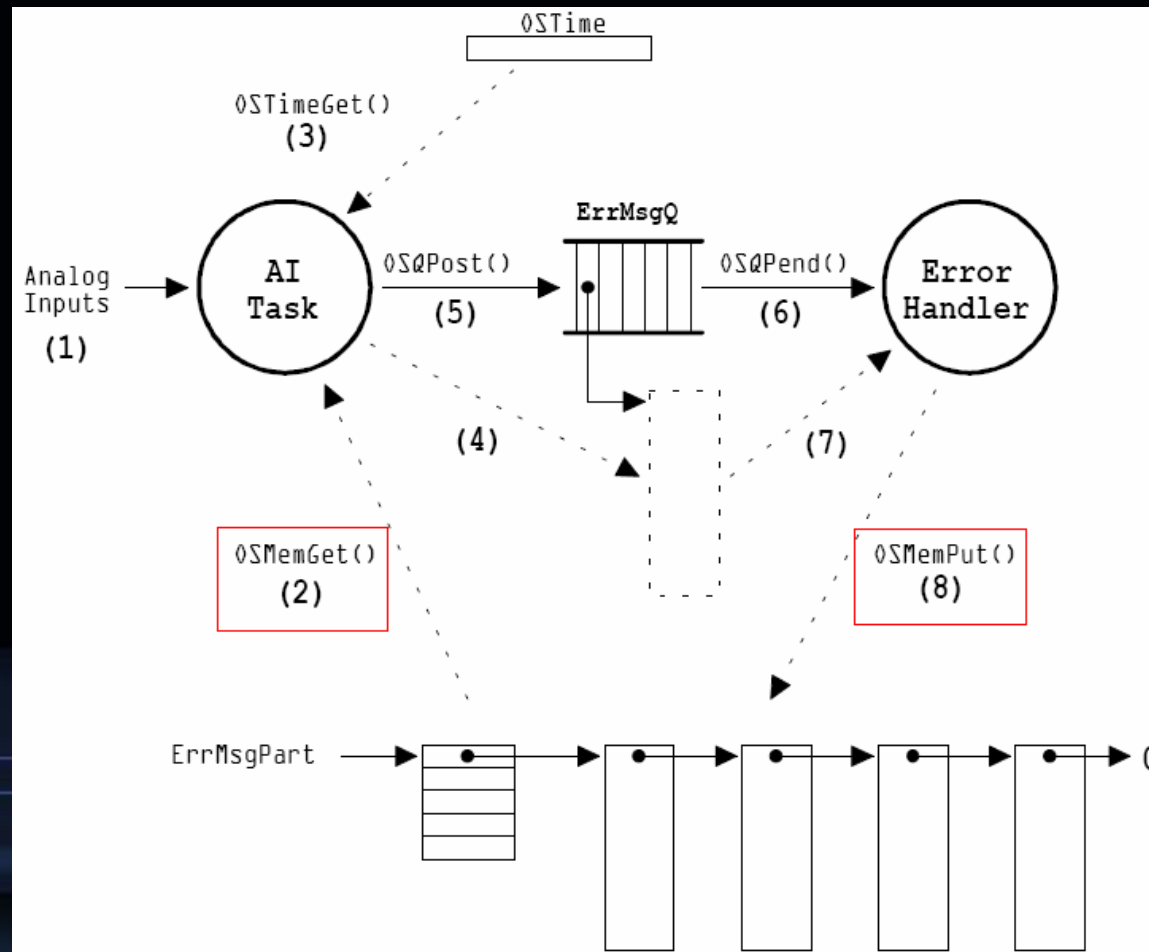 OSTime
OSTimeGet()
(3)
ErrMsgQ
Analog
Inputs
(1)
AI
Task
OSQPost()
(5)
OSQPend()
(6)
Error
Handler
(4)
(7)
OSMemGet()
(2)
OSMemPut()
(8)
ErrMsgPart